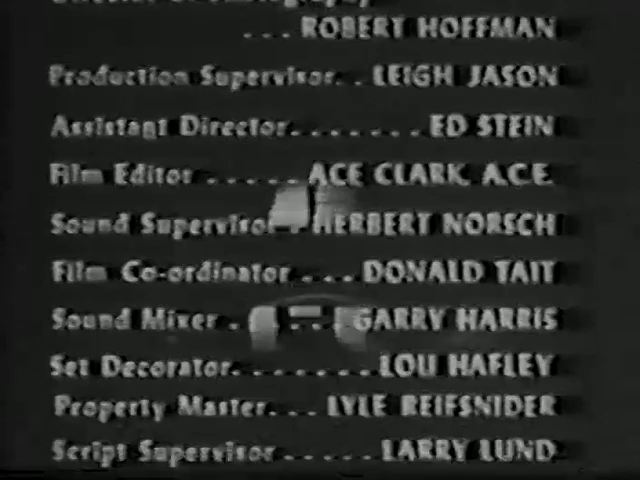 ... ROBERT HOFFMAN
Production Supervisor.. LEIGH JASON
Assistant Director....... ED STEIN
Film Editor ..... ACE CLARK A.C.E.
Sound Supervisor . HERBERT NORSCH
Film Co-ordinator ... DONALD TAIT
Sound Mixer . ... GARRY HARRIS
Set Decorator....... LOU HAFLEY
Property Master... LYLE REIFSNIDER
Script Supervisor ..... LARRY LUND